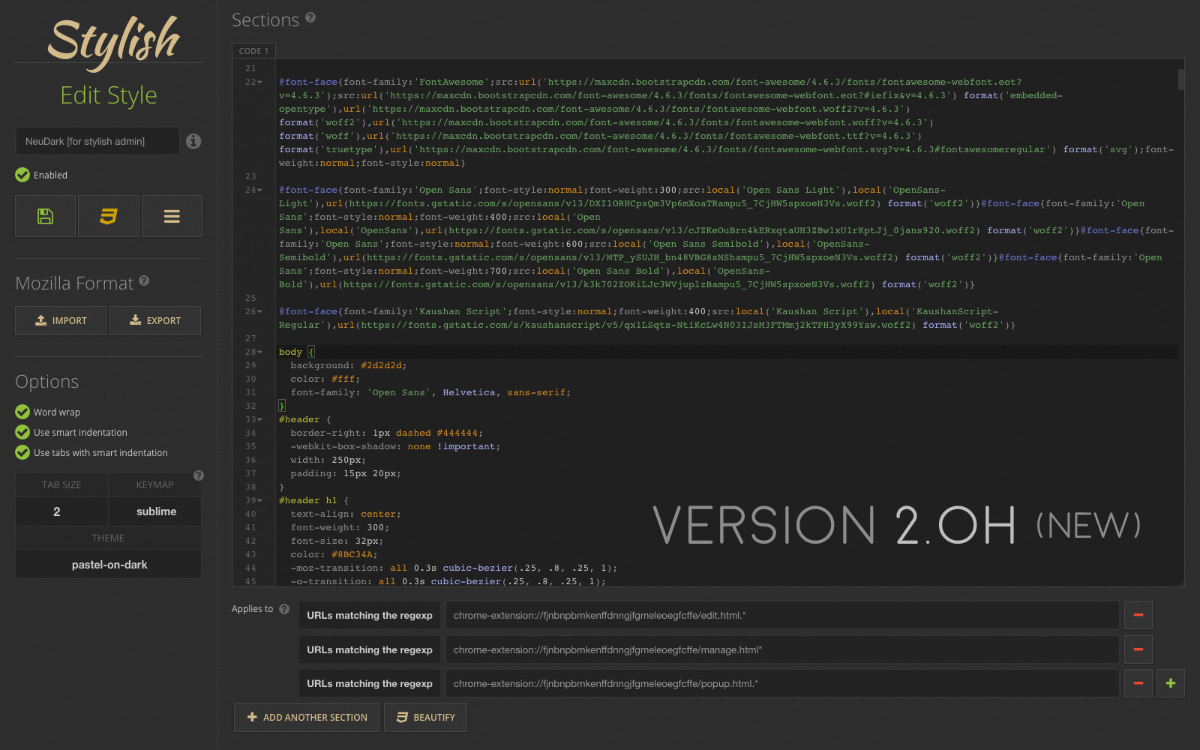 Stylish
Edit Style
NeuDark [for stylish admin]
Enabled
Mozilla Format
IMPORT
EXPORT
Options
Word wrap
Use smart indentation
Use tabs with smart indentation
TAB SIZE
KEYMAP
2
sublime
THEME
pastel-on-dark
Sections
CODE 1
21
22 @font-face{font-family:'FontAwesome';src:url('https://maxcdn.bootstrapcdn.com/font-awesome/4.6.3/fonts/fontawesome-webfont.eot?
v=4.6.3');src:url('https://maxcdn.bootstrapcdn.com/font-awesome/4.6.3/fonts/fontawesome-webfont.eot?#iefix&v=4.6.3') format('embedded-
opentype'),url('https://maxcdn.bootstrapcdn.com/font-awesome/4.6.3/fonts/fontawesome-webfont.woff2?v=4.6.3')
format('woff2'),url('https://maxcdn.bootstrapcdn.com/font-awesome/4.6.3/fonts/fontawesome-webfont.woff?v=4.6.3')
format('woff'),url('https://maxcdn.bootstrapcdn.com/font-awesome/4.6.3/fonts/fontawesome-webfont.ttf?v=4.6.3')
format('truetype'),url('https://maxcdn.bootstrapcdn.com/font-awesome/4.6.3/fonts/fontawesome-webfont.svg?v=4.6.3#fontawesomeregular') format('svg');font-
weight:normal;font-style:normal}
23
24 @font-face{font-family:'Open Sans';font-style:normal;font-weight:300;src:local('Open Sans Light'),local('OpenSans-
Light'),url(https://fonts.gstatic.com/s/opensans/v13/DXI1ORHCpsQm3Vp6mXoaTRampu5_7CjHW5spxoeN3Vs.woff2) format('woff2')}@font-face{font-family:'Open
Sans';font-style:normal;font-weight:400;src:local('Open
Sans'),local('OpenSans'),url(https://fonts.gstatic.com/s/opensans/v13/cJZKeOuBrn4kERxqtaUH3ZBw1xU1rKptJj_0jans920.woff2) format('woff2')}@font-face{font-
family:'Open Sans';font-style:normal;font-weight:600;src:local('Open Sans Semibold'),local('OpenSans-
Semibold'),url(https://fonts.gstatic.com/s/opensans/v13/MTP_ySUJH_bn48VBG8sNShampu5_7CjHW5spxoeN3Vs.woff2) format('woff2')}@font-face{font-family:'Open
Sans';font-style:normal;font-weight:700;src:local('Open Sans Bold'),local('OpenSans-
Bold'),url(https://fonts.gstatic.com/s/opensans/v13/k3k702ZOKiLJc3WVjuplzBampu5_7CjHW5spxoeN3Vs.woff2) format('woff2')}
25
26 @font-face{font-family:'Kaushan Script';font-style:normal;font-weight:400;src:local('Kaushan Script'),local('KaushanScript-
Regular'),url(https://fonts.gstatic.com/s/kaushanscript/v5/qx1LSqts-NtiKcLw4N03IJsM3FTMmj2kTPH3yX99Yaw.woff2) format('woff2')}
27
28 body {
29 background: #2d2d2d;
30 color: #fff;
31 font-family: 'Open Sans', Helvetica, sans-serif;
32 }
33 #header {
34 border-right: 1px dashed #444444;
35 -webkit-box-shadow: none !important;
36 width: 250px;
37 padding: 15px 20px;
38 }
39 #header h1 {
40 text-align: center;
41 font-weight: 300;
42 font-size: 32px;
43 color: #8BC34A;
44 -moz-transition: all 0.3s cubic-bezier(.25, .8, .25, 1);
45 -o-transition: all 0.3s cubic-bezier(.25, .8, .25, 1);
VERSION 2.OH (NEW)
Applies to
URLs matching the regexp chrome-extension://fjnbnpbmkenffdnngjfgmeleoegfcffe/edit.html.*
URLs matching the regexp chrome-extension://fjnbnpbmkenffdnngjfgmeleoegfcffe/manage.html*
URLs matching the regexp chrome-extension://fjnbnpbmkenffdnngjfgmeleoegfcffe/popup.html.*
ADD ANOTHER SECTION
BEAUTIFY